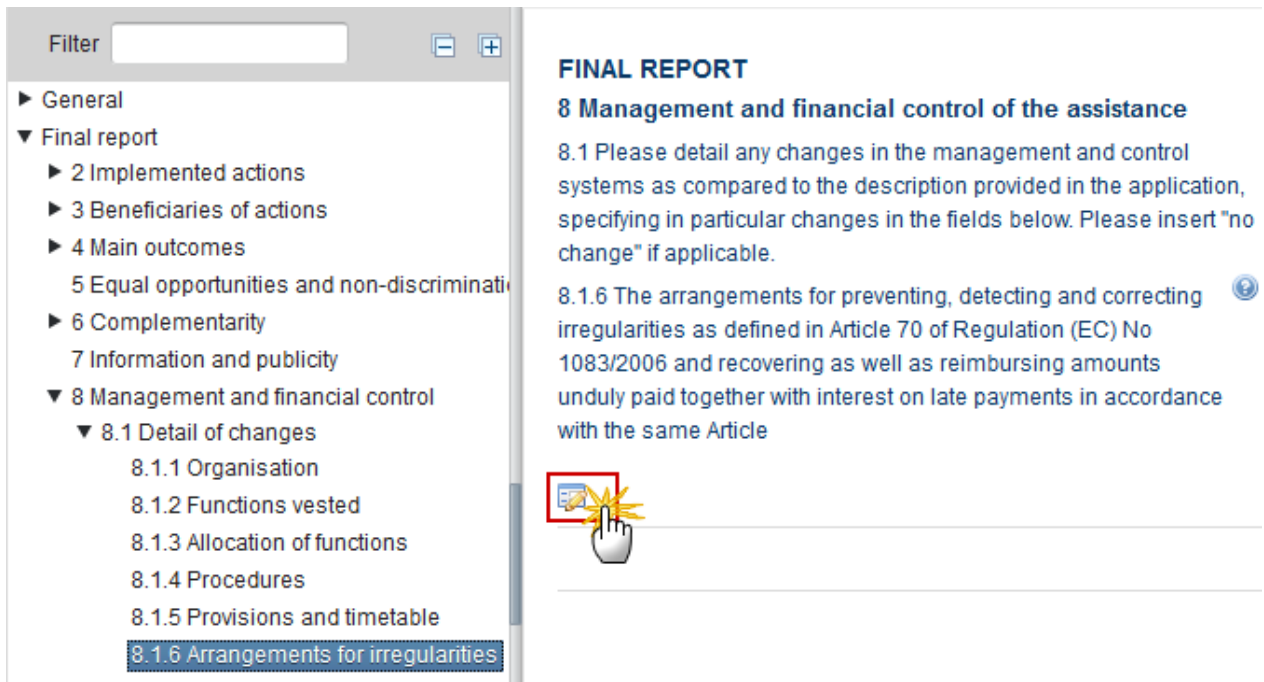 Filter
General
Final report
2 Implemented actions
3 Beneficiaries of actions
4 Main outcomes
5 Equal opportunities and non-discriminati
6 Complementarity
7 Information and publicity
8 Management and financial control
8.1 Detail of changes
8.1.1 Organisation
8.1.2 Functions vested
8.1.3 Allocation of functions
8.1.4 Procedures
8.1.5 Provisions and timetable
8.1.6 Arrangements for irregularities
FINAL REPORT
8 Management and financial control of the assistance
8.1 Please detail any changes in the management and control
systems as compared to the description provided in the application,
specifying in particular changes in the fields below. Please insert "no
change" if applicable.
8.1.6 The arrangements for preventing, detecting and correcting
irregularities as defined in Article 70 of Regulation (EC) No
1083/2006 and recovering as well as reimbursing amounts
unduly paid together with interest on late payments in accordance
with the same Article